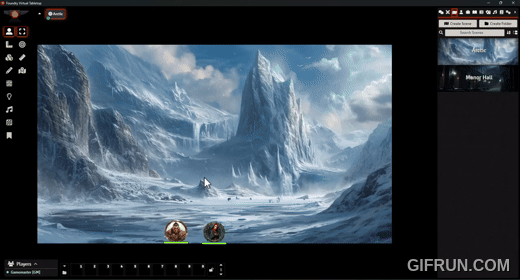 Foundry Virtual Tabletop
Arctic
Create Scene
Create Folder
Search Scenes
Arctic
Manor Hall
Players
Gamemaster [GM]
1 2 3 4 5 6 7 8 9 0
GIFRUN.COM